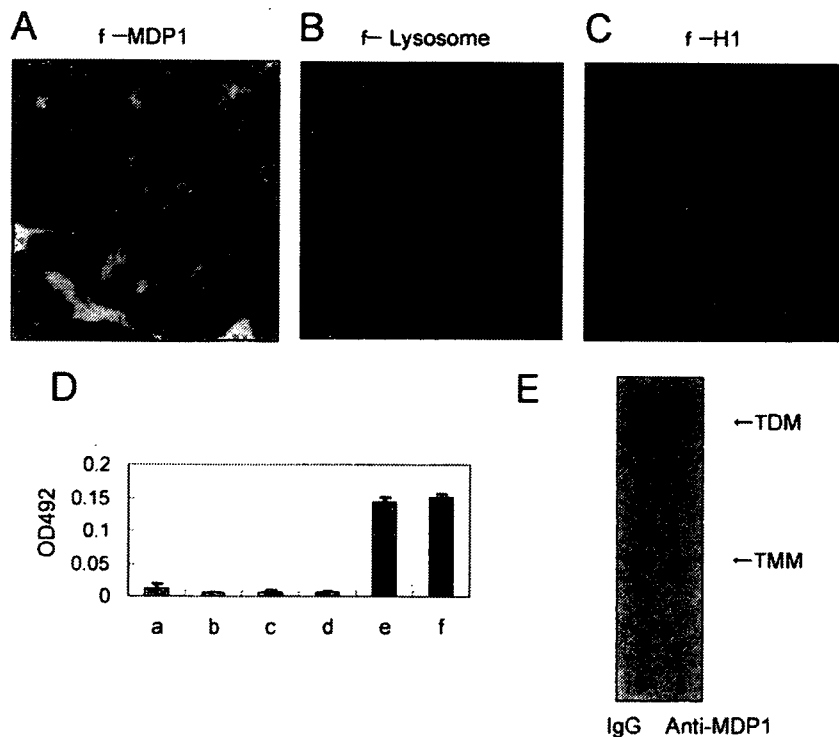 A
f -MDP1
B
f- Lysosome
C
f -H1
D
0.2
0.15
0.1
0.05
0
OD492
a b c d e f
E
←TDM
←TMM
IgG Anti-MDP1